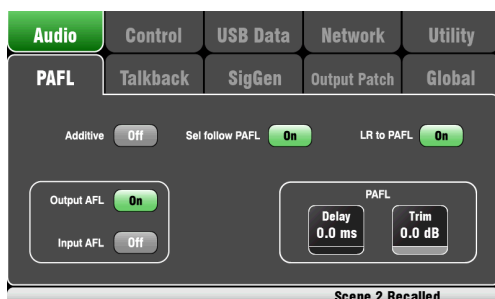 Audio Control USB Data Network Utility
PAFL Talkback SigGen Output Patch Global
Additive Off Sel follow PAFL On LR to PAFL On
Output AFL On
Input AFL Off
PAFL
Delay Trim
0.0 ms 0.0 dB
Scene 2 Recalled